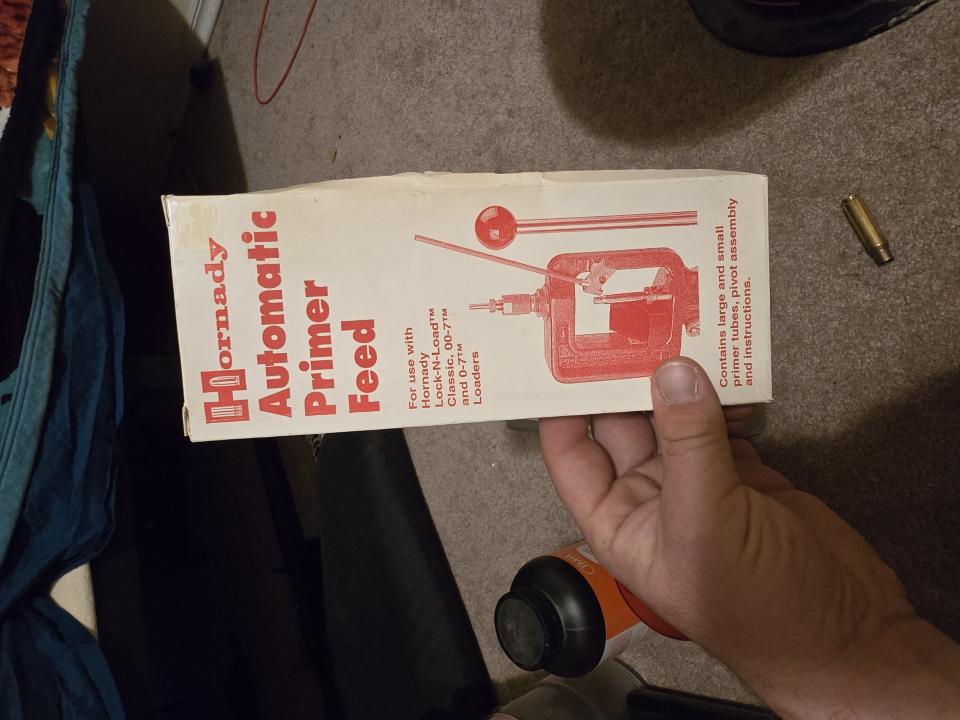 Hornady
Automatic
Primer
Feed
For use with
Hornady
Lock-N-Load™
Classic, 00-7™
and 0-7™
Loaders
Contains large and small
primer tubes, pivot assembly
and instructions.
IMR